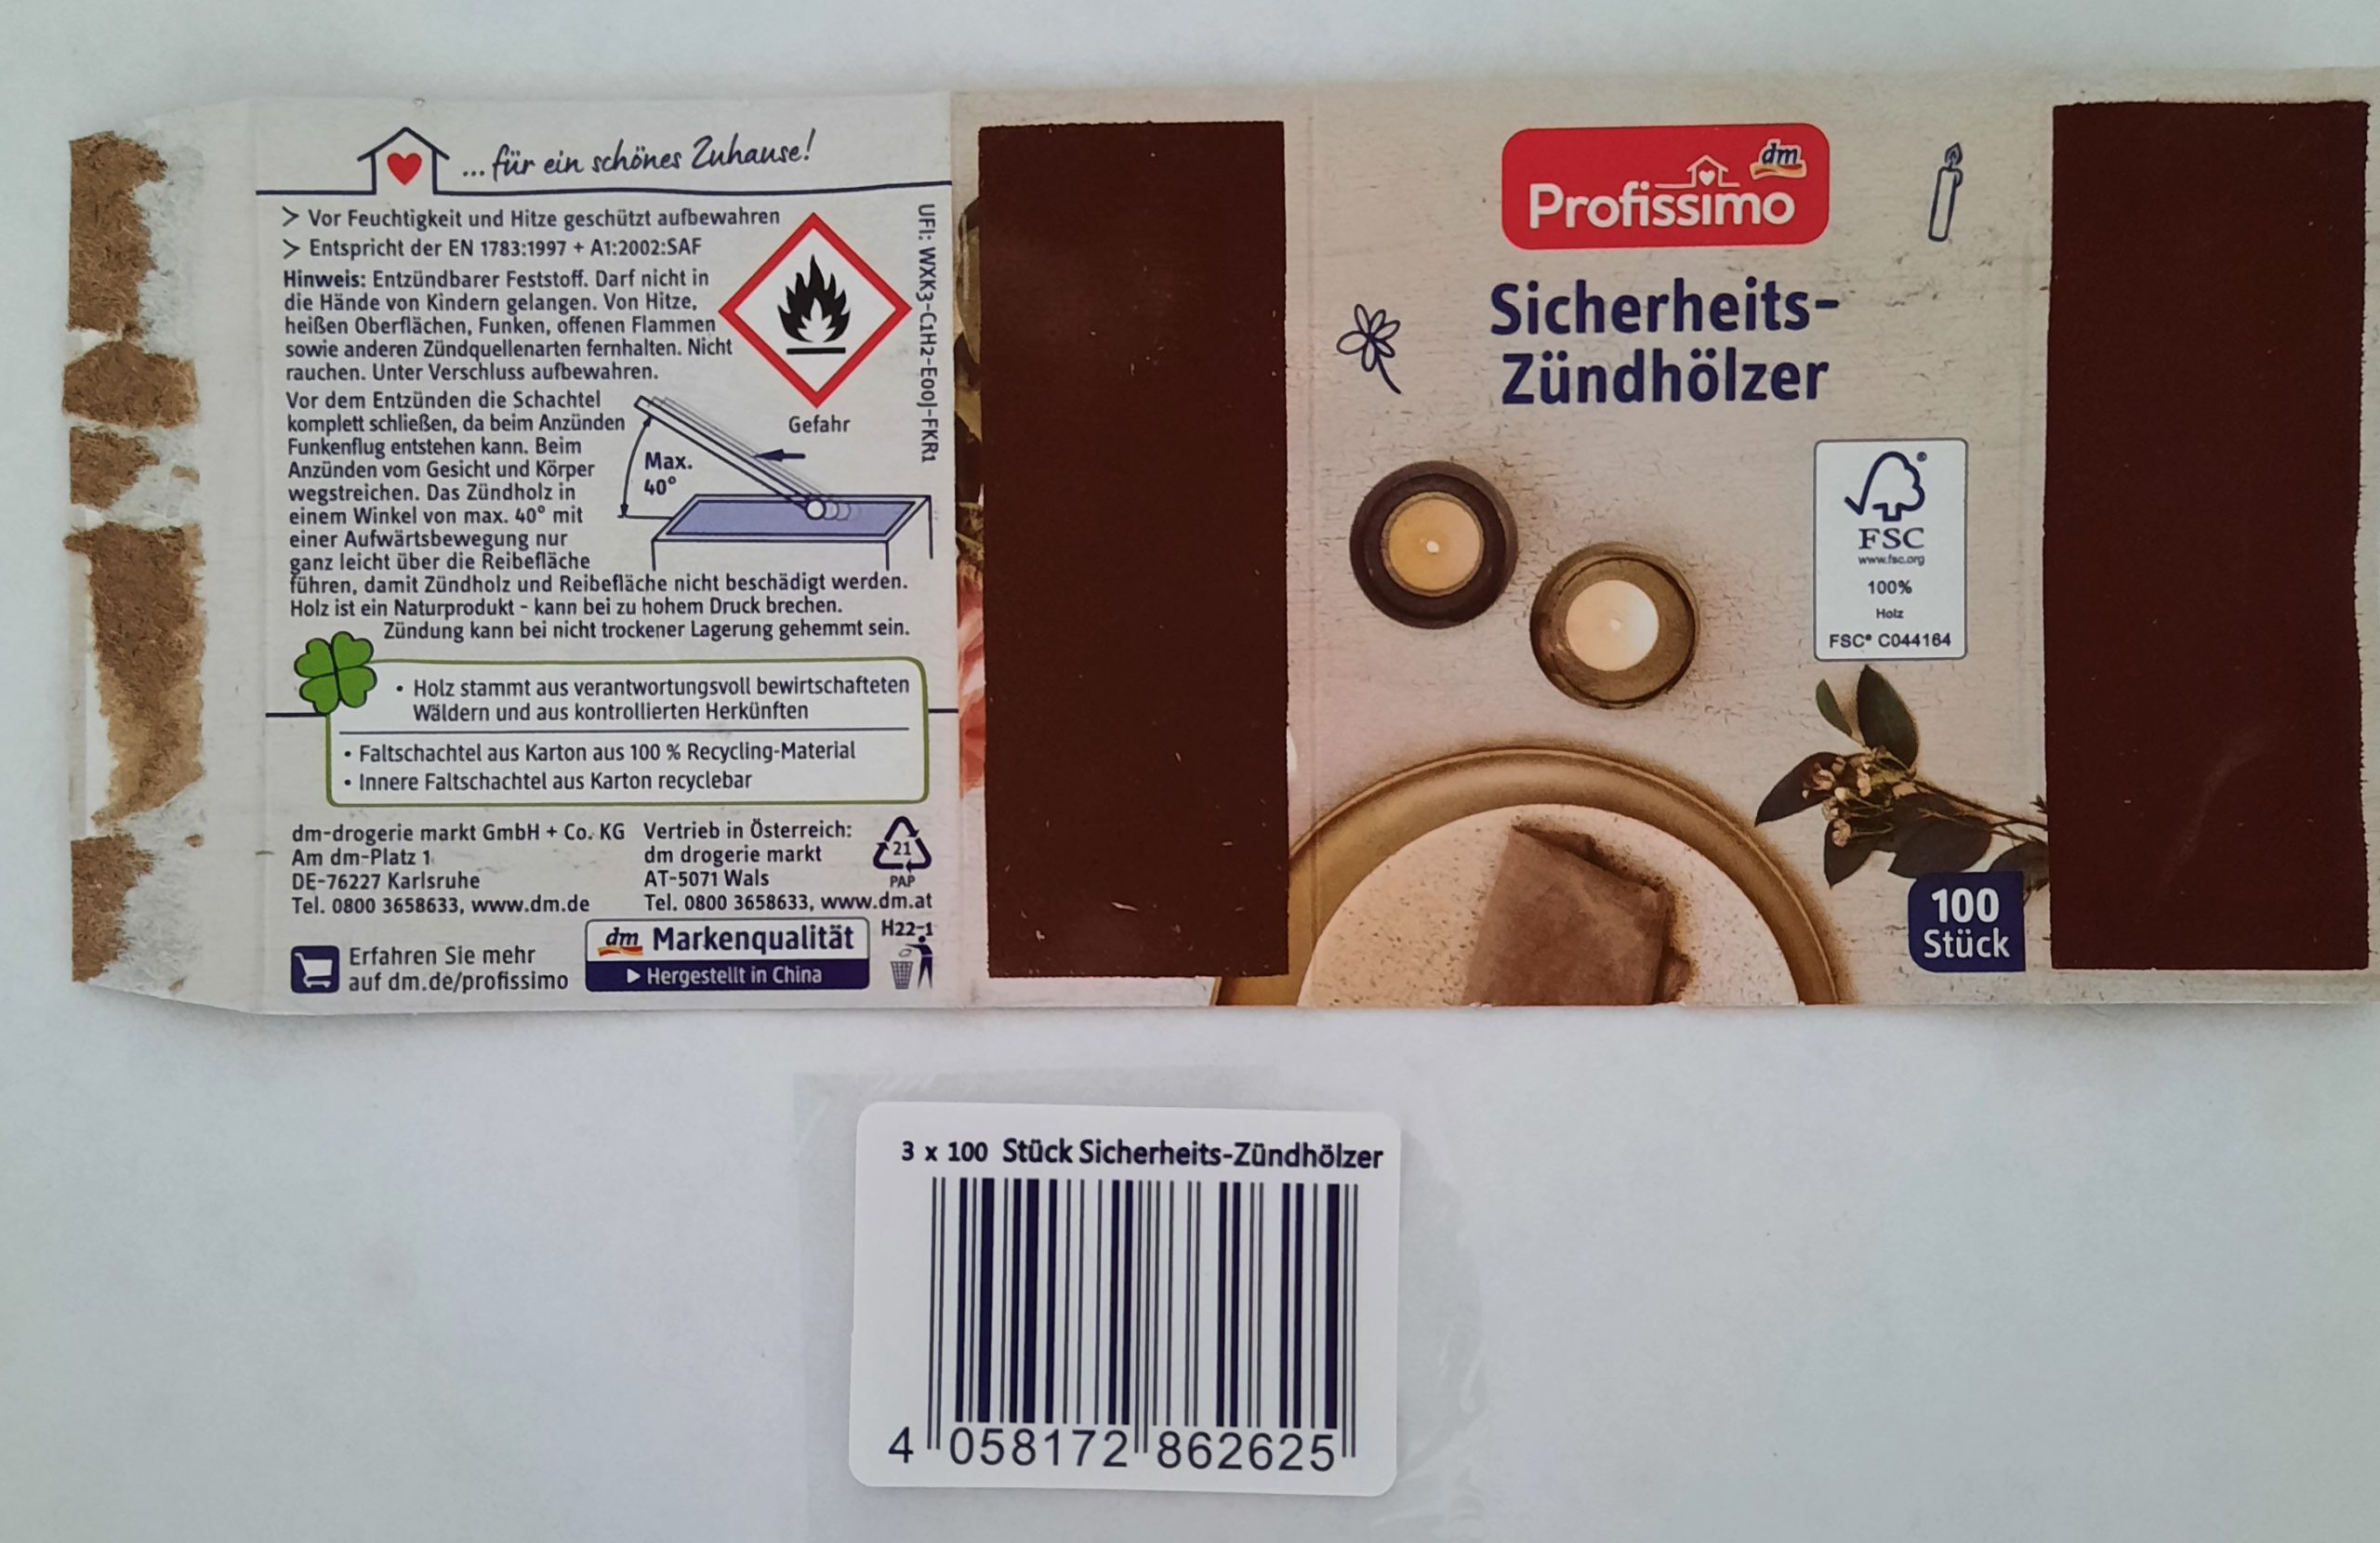 ...für ein schönes Zuhause!
> Vor Feuchtigkeit und Hitze geschützt aufbewahren
> Entspricht der EN 1783:1997 + A1:2002:SAF
Hinweis: Entzündbarer Feststoff. Darf nicht in
die Hände von Kindern gelangen. Von Hitze,
heißen Oberflächen, Funken, offenen Flammen
sowie anderen Zündquellenarten fernhalten. Nicht
rauchen. Unter Verschluss aufbewahren.
Gefahr
UFI: WXK3-C1H2-E00J-FKR1
Vor dem Entzünden die Schachtel
komplett schließen, da beim Anzünden
Funkenflug entstehen kann. Beim
Anzünden vom Gesicht und Körper
wegstreichen. Das Zündholz in
einem Winkel von max. 40° mit
einer Aufwärtsbewegung nur
ganz leicht über die Reibefläche
führen, damit Zündholz und Reibefläche nicht beschädigt werden.
Holz ist ein Naturprodukt - kann bei zu hohem Druck brechen.
Zündung kann bei nicht trockener Lagerung gehemmt sein.
Max.
40°
• Holz stammt aus verantwortungsvoll bewirtschafteten
Wäldern und aus kontrollierten Herkünften
• Faltschachtel aus Karton aus 100 % Recycling-Material
• Innere Faltschachtel aus Karton recyclebar
dm-drogerie markt GmbH + Co. KG
Am dm-Platz 1
DE-76227 Karlsruhe
Tel. 0800 3658633, www.dm.de
Vertrieb in Österreich:
dm drogerie markt
AT-5071 Wals
Tel. 0800 3658633, www.dm.at
21
PAP
Erfahren Sie mehr
auf dm.de/profissimo
dm Markenqualität
Hergestellt in China
H22-1
dm
Profissimo
Sicherheits-
Zündhölzer
FSC®
www.fsc.org
100%
Holz
FSC® C044164
100
Stück
3 x 100 Stück Sicherheits-Zündhölzer
4 058172 862625